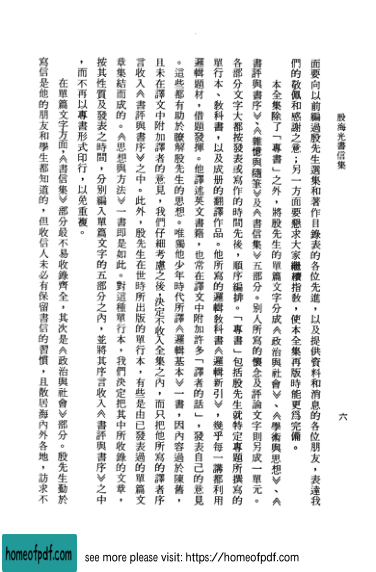 殷海光書信集
六
面要向以前編過殷先生選集和著作目錄表的各位先進，以及提供資料和消息的各位朋友，表達我
們的敬佩和感謝之意；另一方面要懇求大家繼續指教，使本全集再版時能更爲完備。
本全集除了「專書」之外，將殷先生的單篇文字分成《政治與社會》、《學術與思想》、《
書評與書序》、《雜憶與隨筆》及《書信集》五部分。別人所寫的懷念及評論文字則另成一單元。
各部分文字大都按發表或寫作的時間先後，順序編排。「專書」包括殷先生就特定專題所撰寫的
單行本、教科書，以及成册的翻譯作品。他所寫的邏輯教科書《邏輯新引》，幾乎每一講都利用
邏輯題材，借題發揮。他譯述英文書籍，也常在譯文中附加許多「譯者的話」，發表自己的意見
。這些都有助於瞭解殷先生的思想。唯獨他少年時代所譯《邏輯基本》一書，因內容過於陳舊，
且未在譯文中附加譯者的意見，我們仔細考慮之後，決定不收入全集之內，而只把他所寫的譯者序
言收入《書評與書序》之中。此外，殷先生在世時所出版的單行本，有些是由已發表過的單篇文
章集結而成的。《思想與方法》一書卽是如此。對這種單行本，我們決定把其中所收錄的文章，
按其性質及發表之時間，分別編入單篇文字的五部分之內，並將其序言收入《書評與書序》之中
，而不再以專書形式印行，以免重複。
在單篇文字方面，《書信集》部分最不易收錄齊全，其次是《政治與社會》部分。殷先生勤於
寫信是他的朋友和學生都知道的，但收信人未必有保留書信的習慣，且散居海內外各地，訪求不
homeofpdf.com
see more please visit: https://homeofpdf.com